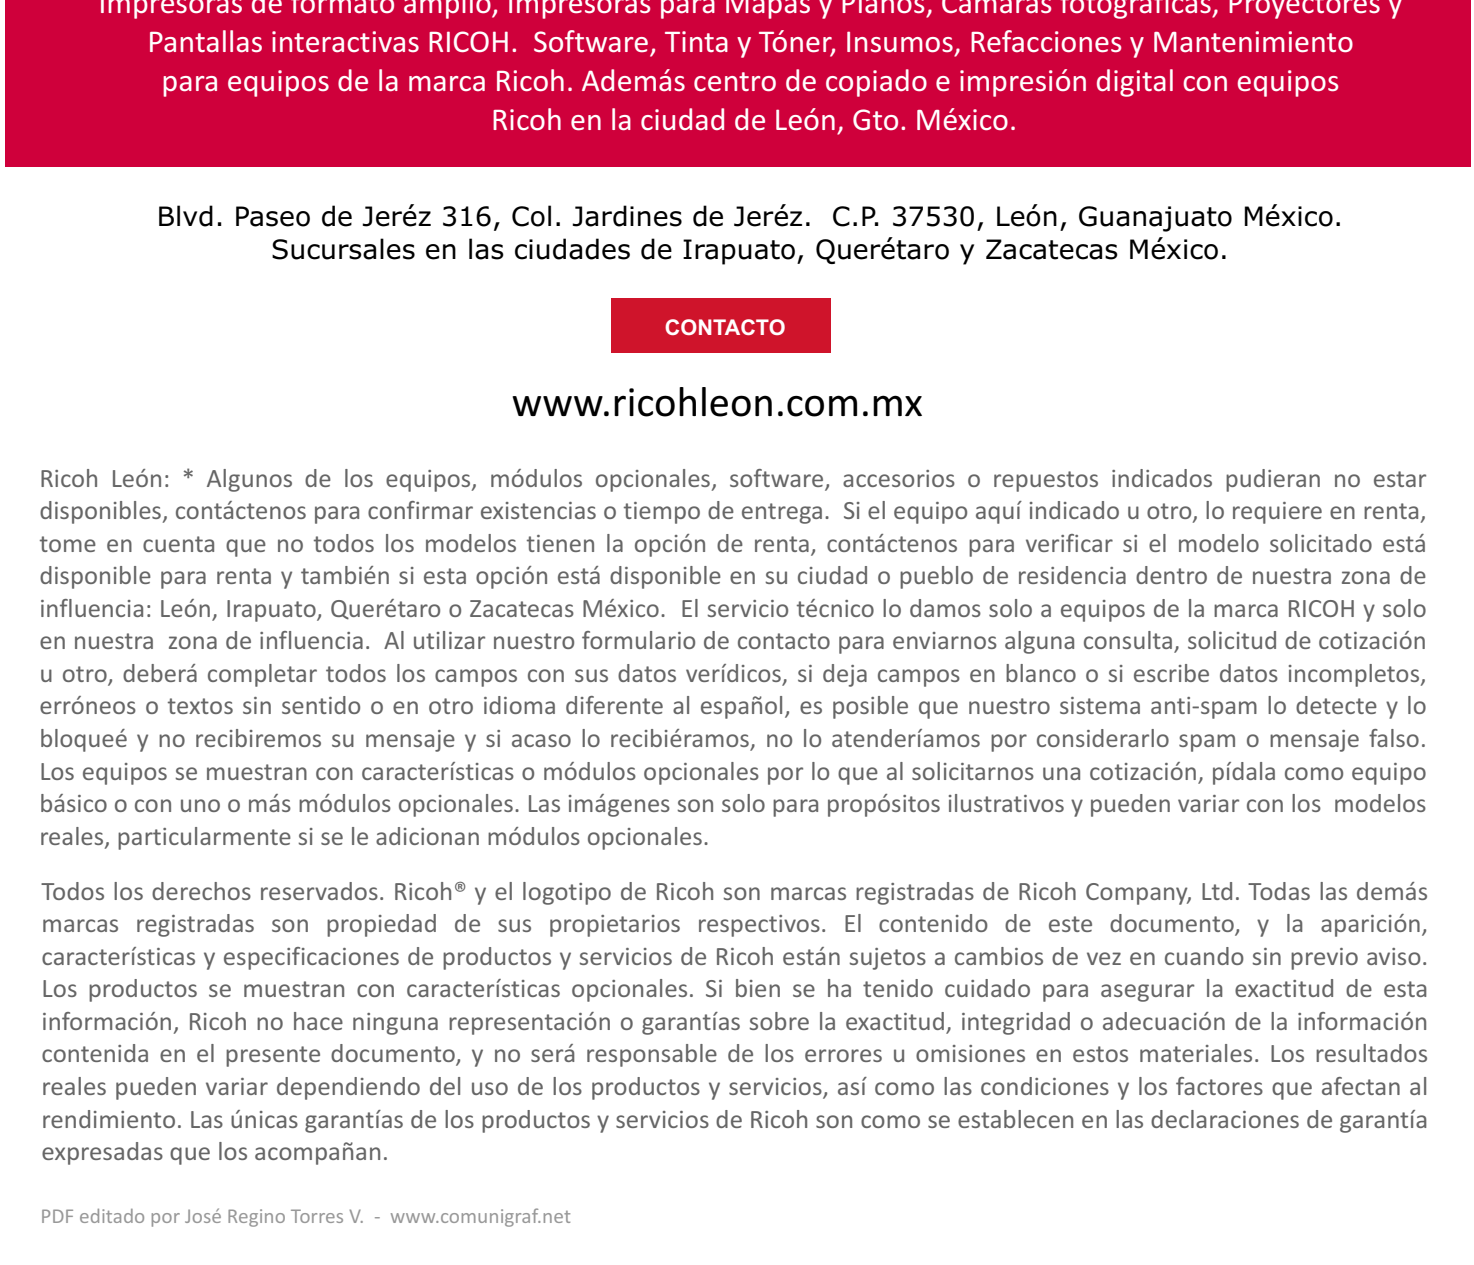 Impresoras de formato amplio, Impresoras para Mapas y Planos, Cámaras fotográficas, Proyectores y
Pantallas interactivas RICOH.  Software, Tinta y Tóner, Insumos, Refacciones y Mantenimiento
para equipos de la marca Ricoh. Además centro de copiado e impresión digital con equipos
Ricoh en la ciudad de León, Gto. México.
Blvd. Paseo de Jeréz 316, Col. Jardines de Jeréz.  C.P. 37530, León, Guanajuato México.
Sucursales en las ciudades de Irapuato, Querétaro y Zacatecas México.
CONTACTO
www.ricohleon.com.mx
Ricoh León: * Algunos de los equipos, módulos opcionales, software, accesorios o repuestos indicados pudieran no estar
disponibles, contáctenos para confirmar existencias o tiempo de entrega.  Si el equipo aquí indicado u otro, lo requiere en renta,
tome en cuenta que no todos los modelos tienen la opción de renta, contáctenos para verificar si el modelo solicitado está
disponible para renta y también si esta opción está disponible en su ciudad o pueblo de residencia dentro de nuestra zona de
influencia: León, Irapuato, Querétaro o Zacatecas México.  El servicio técnico lo damos solo a equipos de la marca RICOH y solo
en nuestra  zona de influencia.  Al utilizar nuestro formulario de contacto para enviarnos alguna consulta, solicitud de cotización
u otro, deberá completar todos los campos con sus datos verídicos, si deja campos en blanco o si escribe datos incompletos,
erróneos o textos sin sentido o en otro idioma diferente al español, es posible que nuestro sistema anti-spam lo detecte y lo
bloqueé y no recibiremos su mensaje y si acaso lo recibiéramos, no lo atenderíamos por considerarlo spam o mensaje falso.
Los equipos se muestran con características o módulos opcionales por lo que al solicitarnos una cotización, pídala como equipo
básico o con uno o más módulos opcionales. Las imágenes son solo para propósitos ilustrativos y pueden variar con los  modelos
reales, particularmente si se le adicionan módulos opcionales.
Todos los derechos reservados. Ricoh® y el logotipo de Ricoh son marcas registradas de Ricoh Company, Ltd. Todas las demás
marcas registradas son propiedad de sus propietarios respectivos. El contenido de este documento, y la aparición,
características y especificaciones de productos y servicios de Ricoh están sujetos a cambios de vez en cuando sin previo aviso.
Los productos se muestran con características opcionales. Si bien se ha tenido cuidado para asegurar la exactitud de esta
información, Ricoh no hace ninguna representación o garantías sobre la exactitud, integridad o adecuación de la información
contenida en el presente documento, y no será responsable de los errores u omisiones en estos materiales. Los resultados
reales pueden variar dependiendo del uso de los productos y servicios, así como las condiciones y los factores que afectan al
rendimiento. Las únicas garantías de los productos y servicios de Ricoh son como se establecen en las declaraciones de garantía
expresadas que los acompañan.
PDF editado por José Regino Torres V.  -  www.comunigraf.net